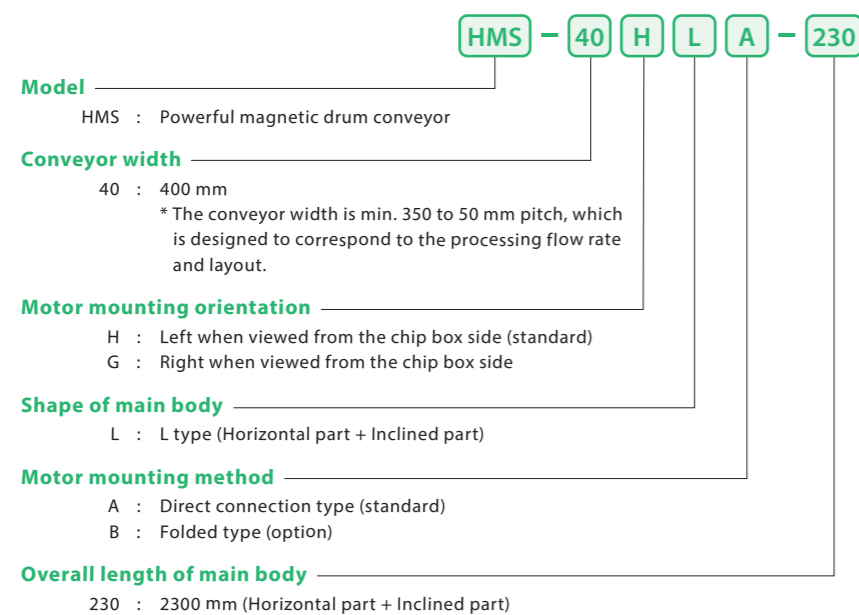 HMS - 40 H L A - 230
Model
HMS : Powerful magnetic drum conveyor
Conveyor width
40 : 400 mm
* The conveyor width is min. 350 to 50 mm pitch, which
is designed to correspond to the processing flow rate
and layout.
Motor mounting orientation
H : Left when viewed from the chip box side (standard)
G : Right when viewed from the chip box side
Shape of main body
L : L type (Horizontal part + Inclined part)
Motor mounting method
A : Direct connection type (standard)
B : Folded type (option)
Overall length of main body
230 : 2300 mm (Horizontal part + Inclined part)